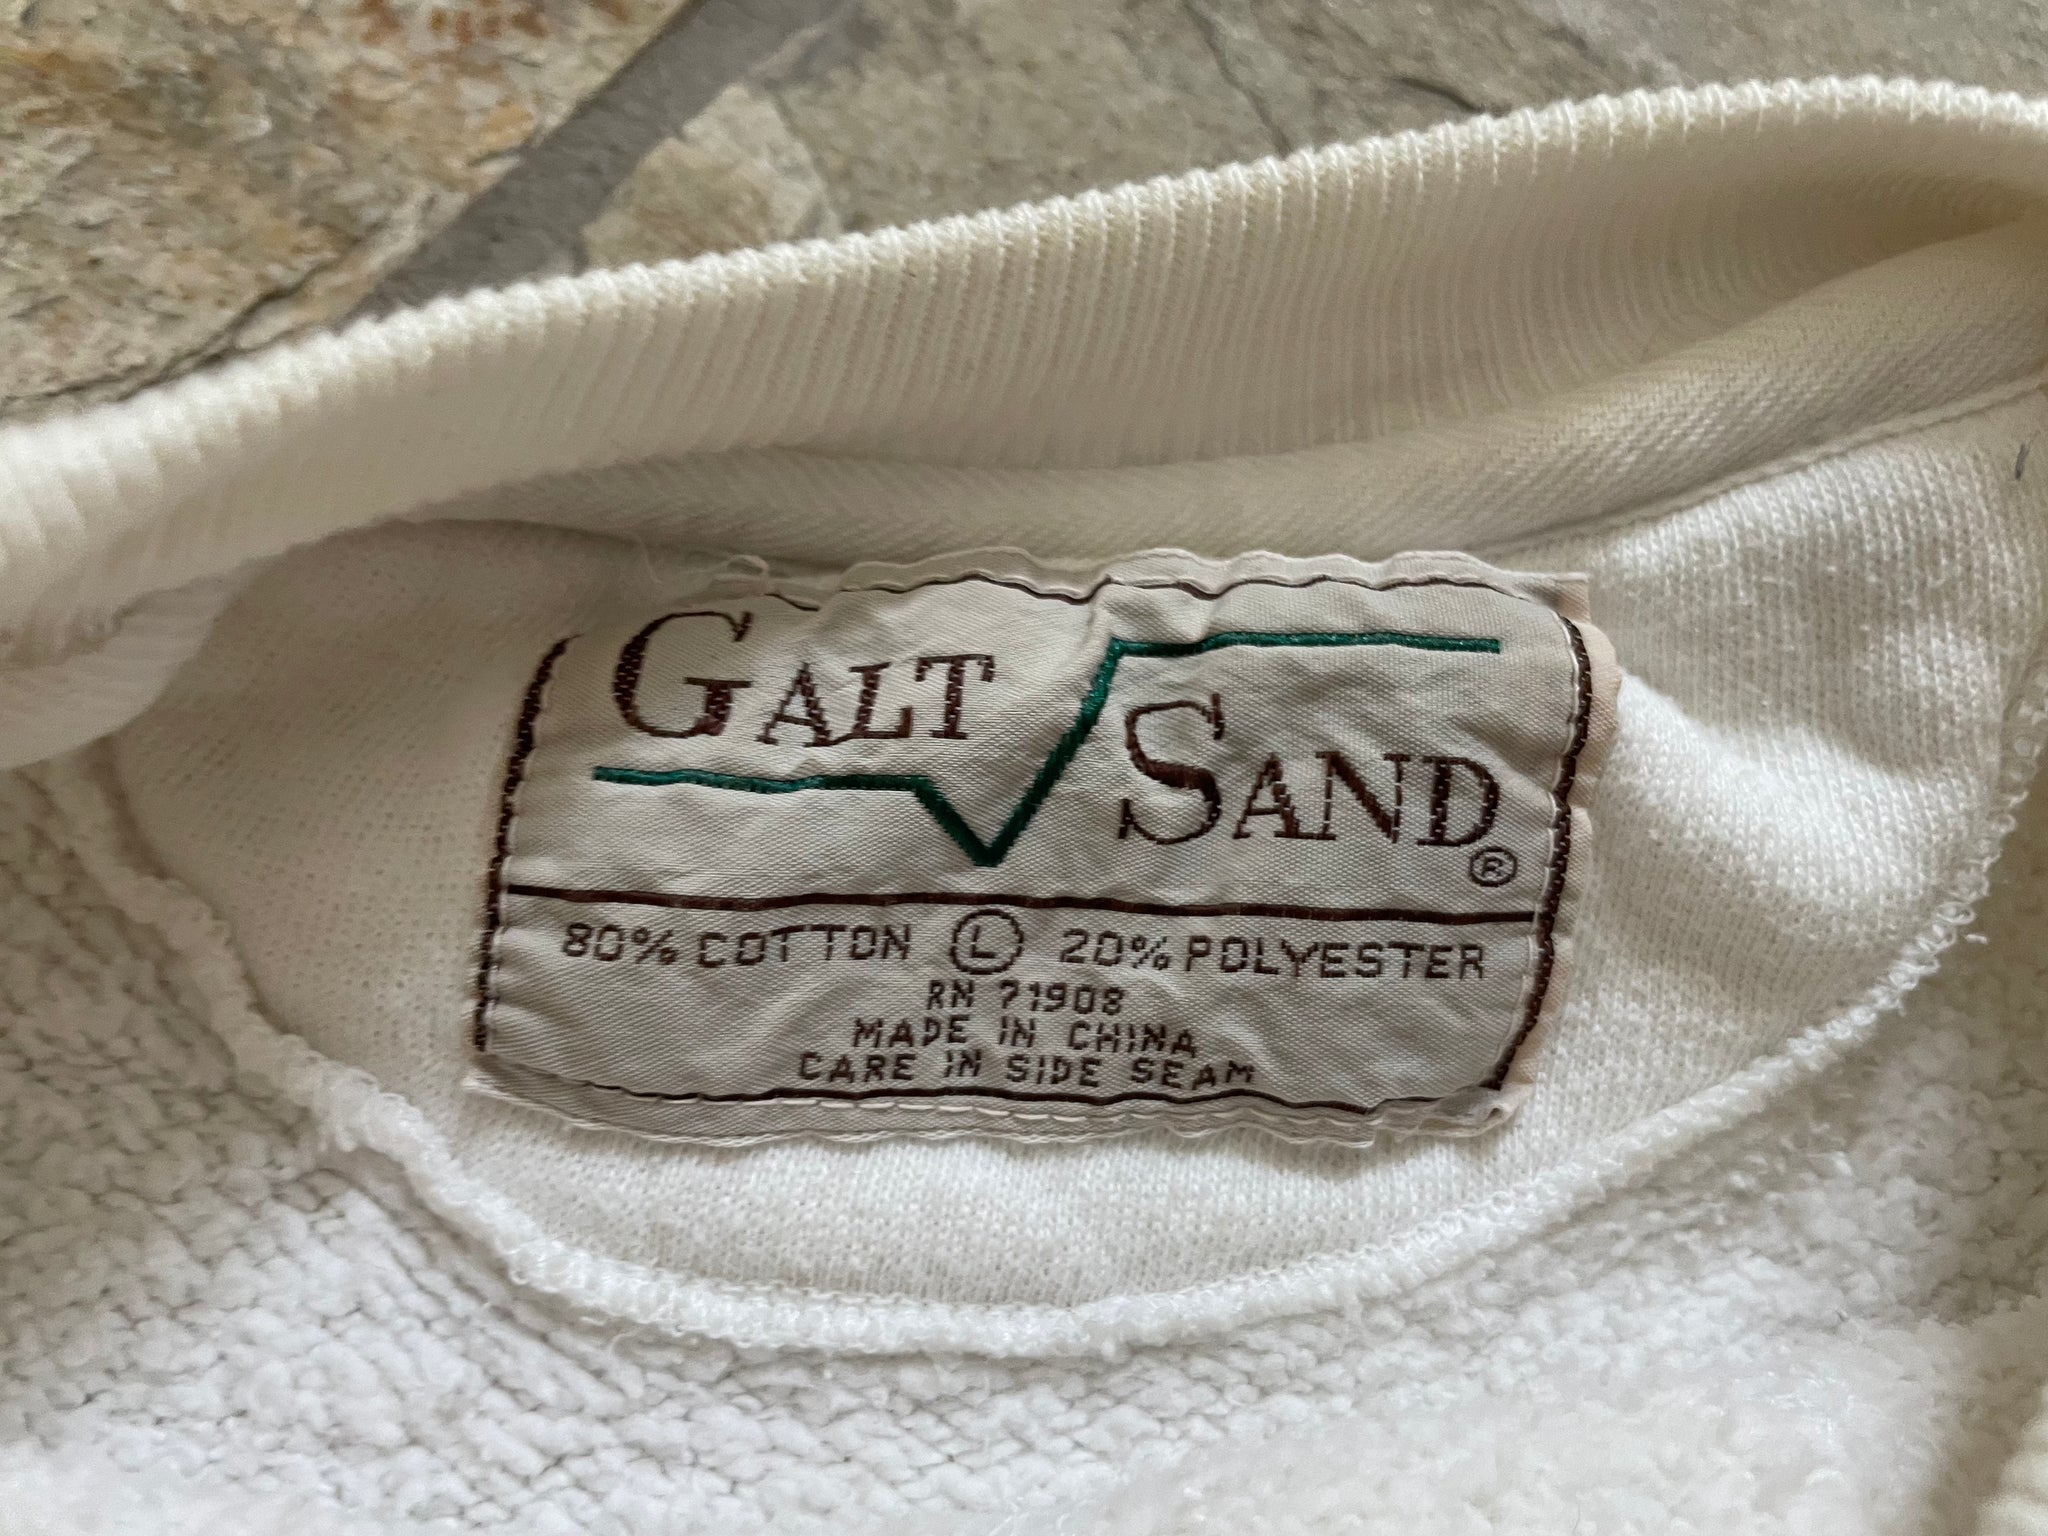 GALT
SAND®
80% COTTON Ⓛ 20% POLYESTER
RN 71908
MADE IN CHINA
CARE IN SIDE SEAM